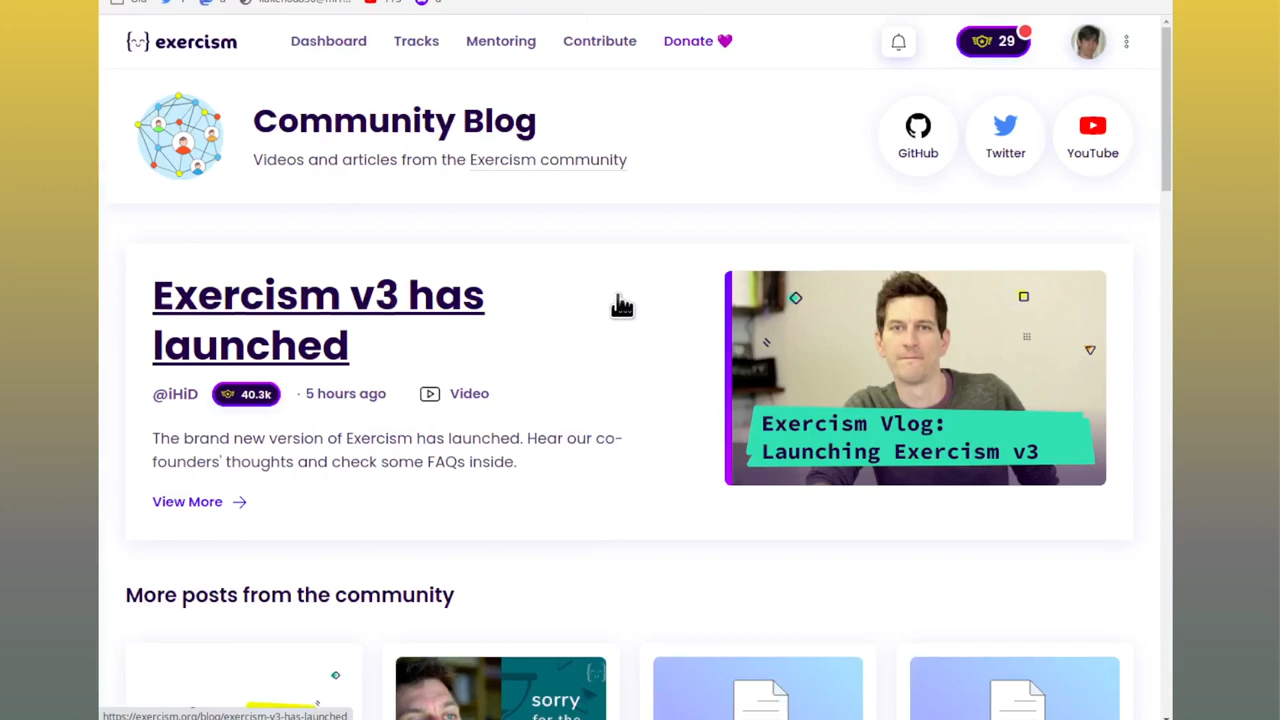 exercism
Dashboard
Tracks
Mentoring
Contribute
Donate
29
Community Blog
Videos and articles from the Exercism community
GitHub
Twitter
YouTube
Exercism v3 has
launched
@iHiD
40.3k
· 5 hours ago
Video
The brand new version of Exercism has launched. Hear our co-
founders' thoughts and check some FAQs inside.
View More
Exercism Vlog:
Launching Exercism v3
More posts from the community
sorry
for the
https://exercism.org/blog/exercism-v3-has-launched